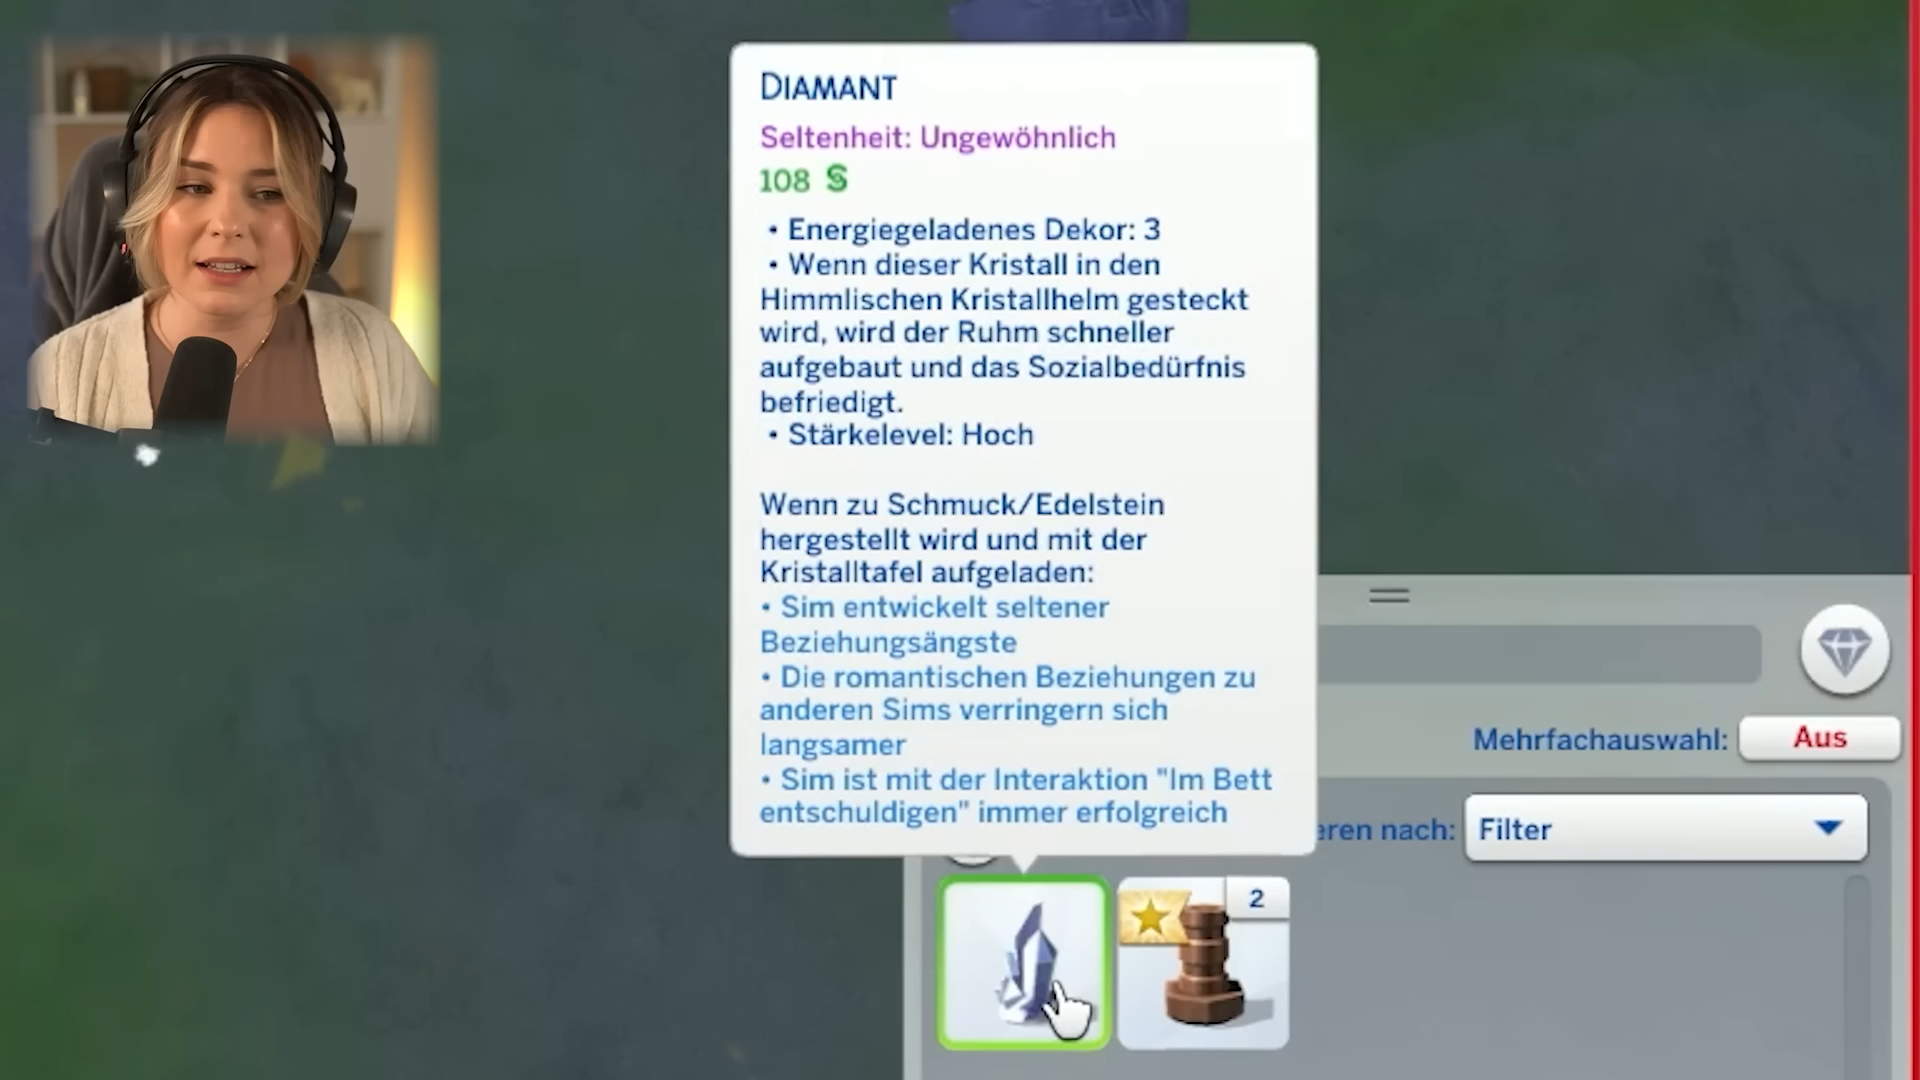 DIAMANT
Seltenheit: Ungewöhnlich
108 S
• Energiegeladenes Dekor: 3
• Wenn dieser Kristall in den
Himmlischen Kristallhelm gesteckt
wird, wird der Ruhm schneller
aufgebaut und das Sozialbedürfnis
befriedigt.
• Stärkelevel: Hoch
Wenn zu Schmuck/Edelstein
hergestellt wird und mit der
Kristalltafel aufgeladen:
• Sim entwickelt seltener
Beziehungsängste
• Die romantischen Beziehungen zu
anderen Sims verringern sich
langsamer
• Sim ist mit der Interaktion "Im Bett
entschuldigen" immer erfolgreich
Mehrfachauswahl: Aus
eren nach: Filter
2